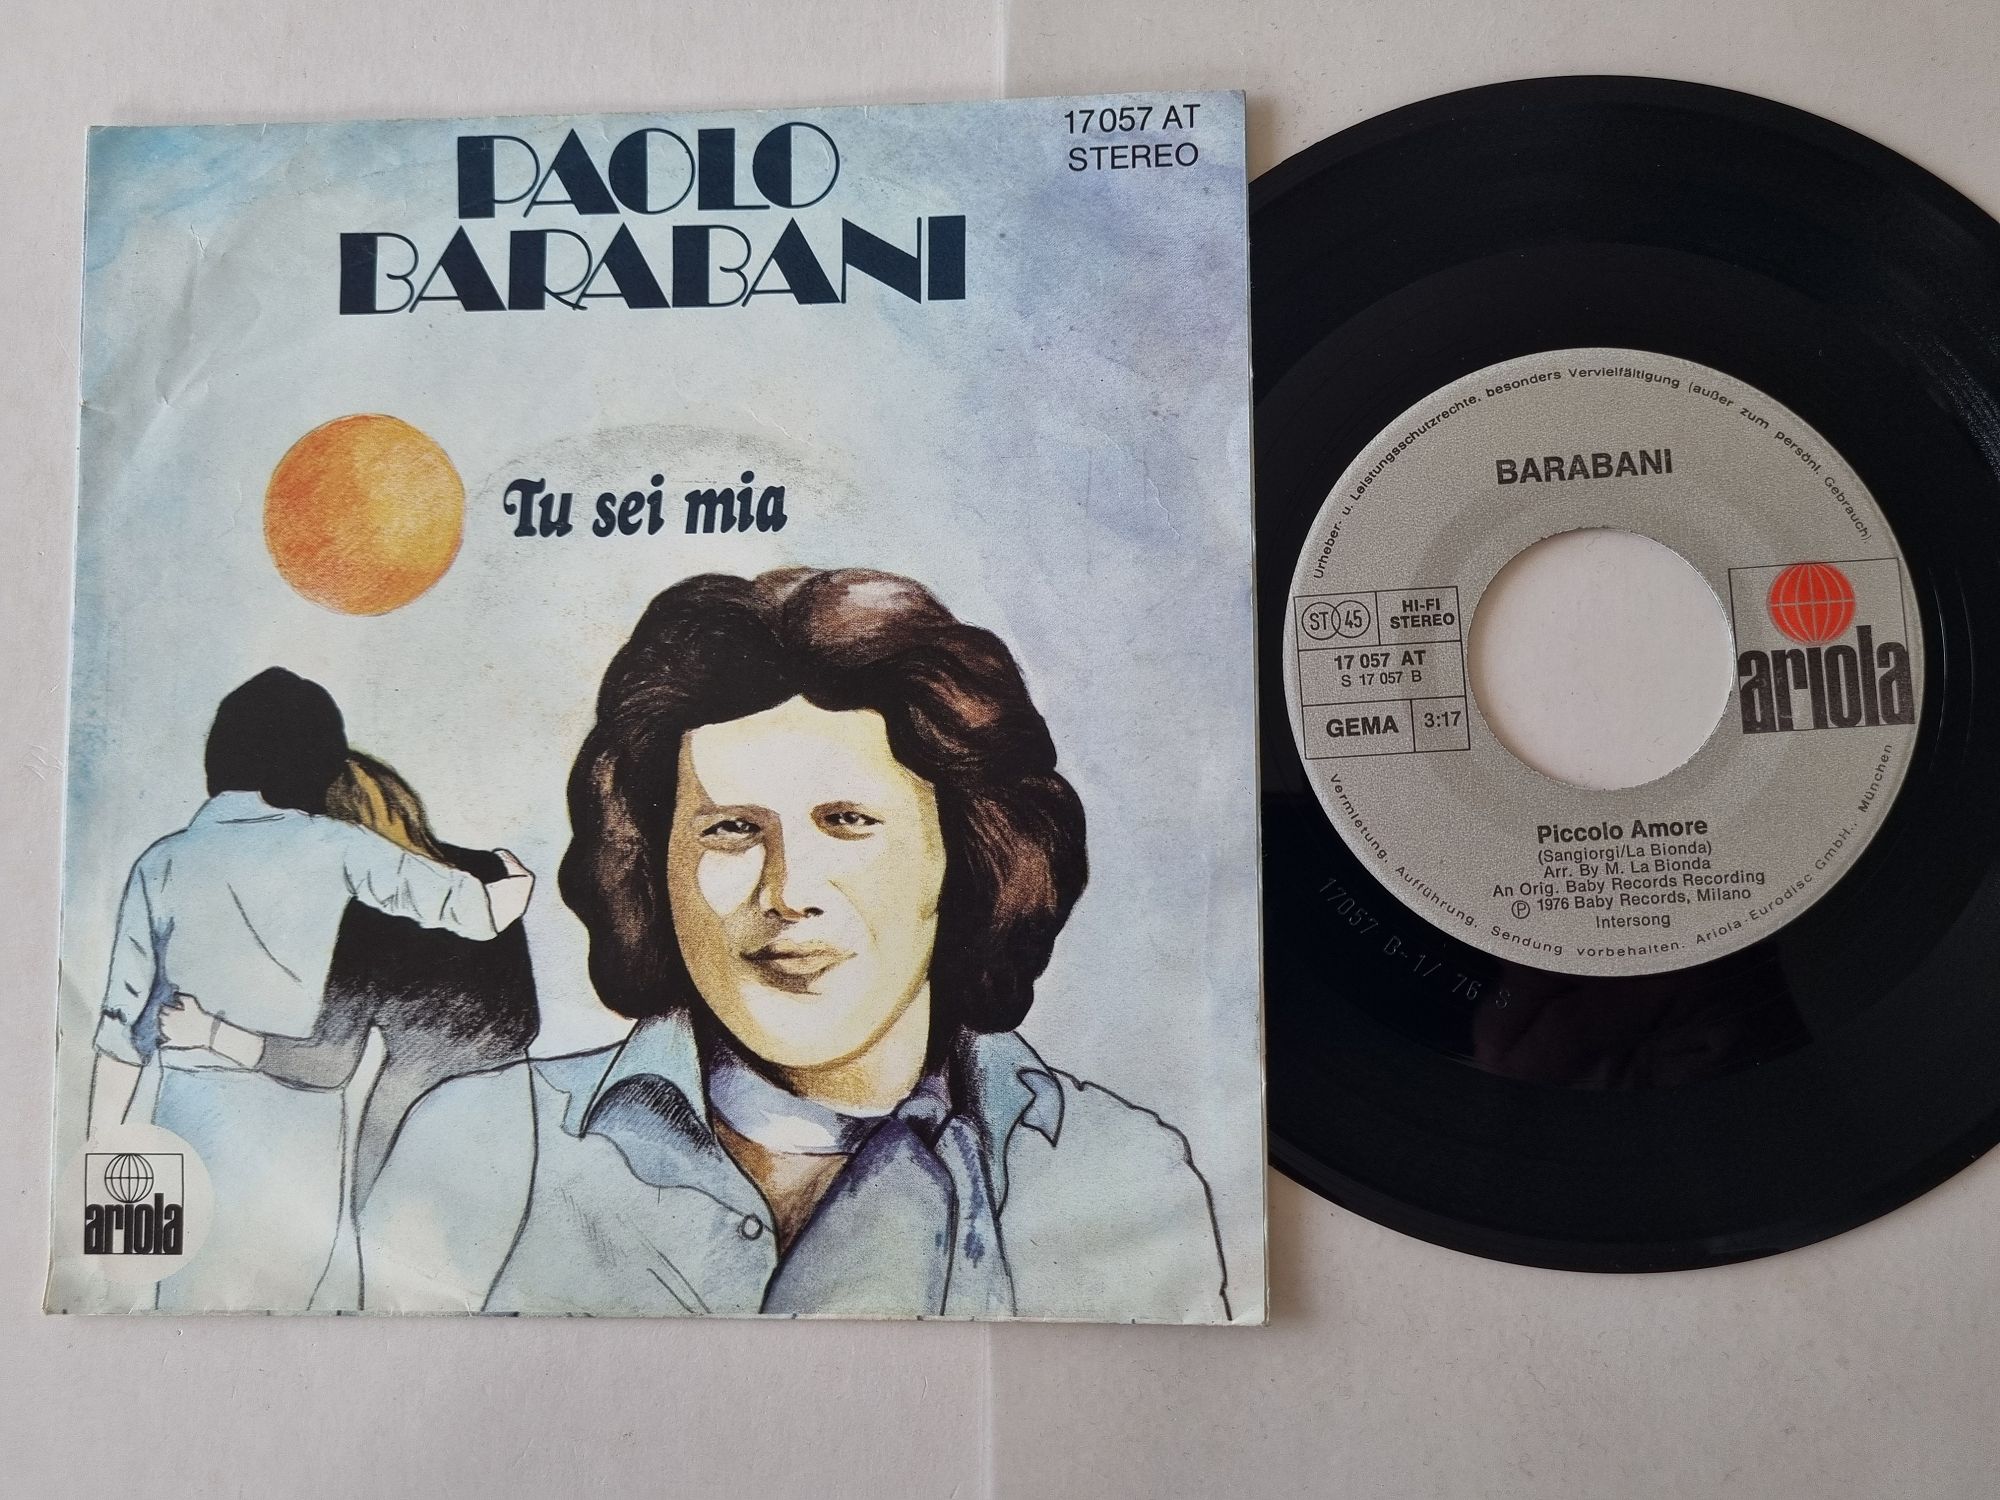 PAOLO
BARABANI
17057 AT
STEREO
Tu sei mia
ariola
Urheber- u. Leistungsschutzrechte, besonders Vervielfältigung (außer zum persönl. Gebrauch).
BARABANI
ST 45
HI-FI
STEREO
17 057 AT
S 17 057 B
GEMA
3:17
ariola
Piccolo Amore
(Sangiorgi/La Bionda)
Arr. By M. La Bionda
An Orig. Baby Records Recording
Ⓟ 1976 Baby Records, Milano
Intersong
Vermietung, Aufführung, Sendung vorbehalten. Ariola-Eurodisc GmbH., München
17057 B-1/ 76 S